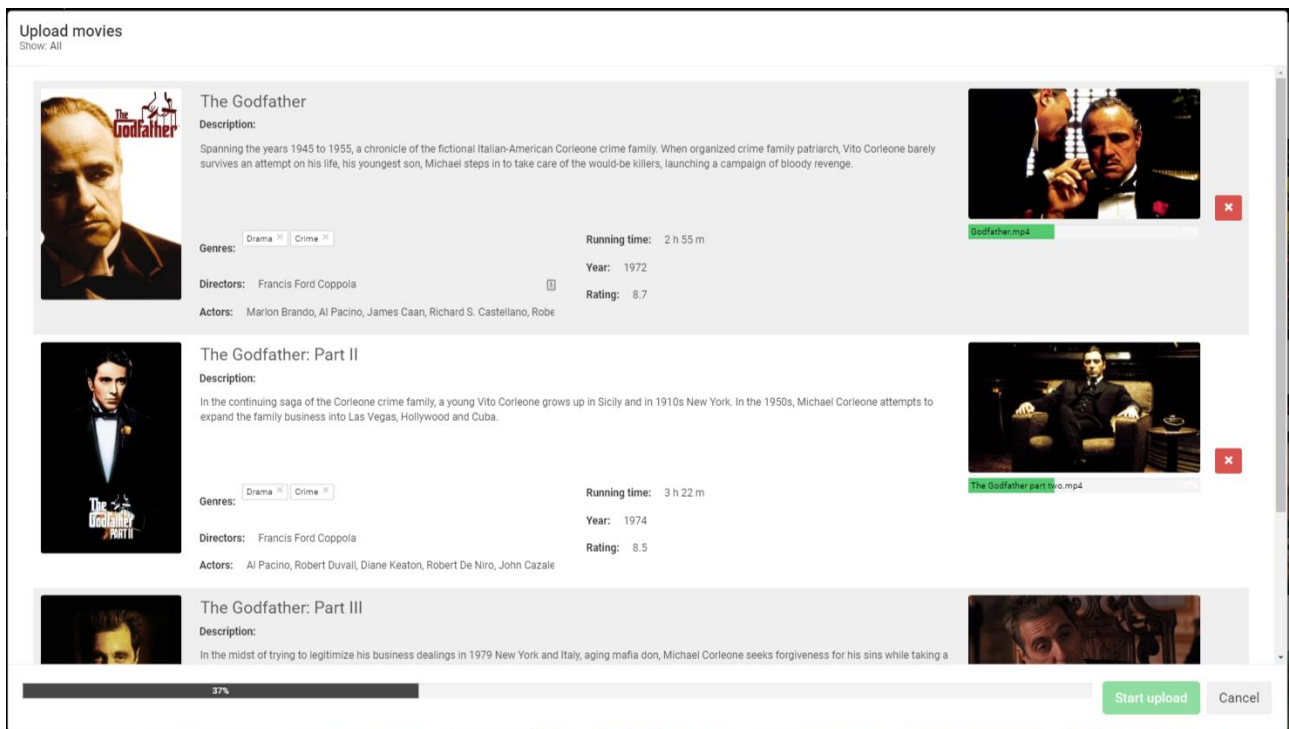 Upload movies
Show: All
The Godfather
The
Godfather
Description:
Spanning the years 1945 to 1955, a chronicle of the fictional Italian-American Corleone crime family. When organized crime family patriarch, Vito Corleone barely
survives an attempt on his life, his youngest son, Michael steps in to take care of the would-be killers, launching a campaign of bloody revenge.
Genres: Drama × Crime ×
Running time: 2 h 55 m
Godfather.mp4
Year: 1972
Directors: Francis Ford Coppola
Rating: 8.7
Actors: Marlon Brando, Al Pacino, James Caan, Richard S. Castellano, Robe
The Godfather: Part II
Description:
In the continuing saga of the Corleone crime family, a young Vito Corleone grows up in Sicily and in 1910s New York. In the 1950s, Michael Corleone attempts to
expand the family business into Las Vegas, Hollywood and Cuba.
Genres: Drama × Crime ×
Running time: 3 h 22 m
The Godfather part two.mp4
The
Godfather
PART II
Year: 1974
Directors: Francis Ford Coppola
Rating: 8.5
Actors: Al Pacino, Robert Duvall, Diane Keaton, Robert De Niro, John Cazale
The Godfather: Part III
Description:
In the midst of trying to legitimize his business dealings in 1979 New York and Italy, aging mafia don, Michael Corleone seeks forgiveness for his sins while taking a
37%
Start upload
Cancel